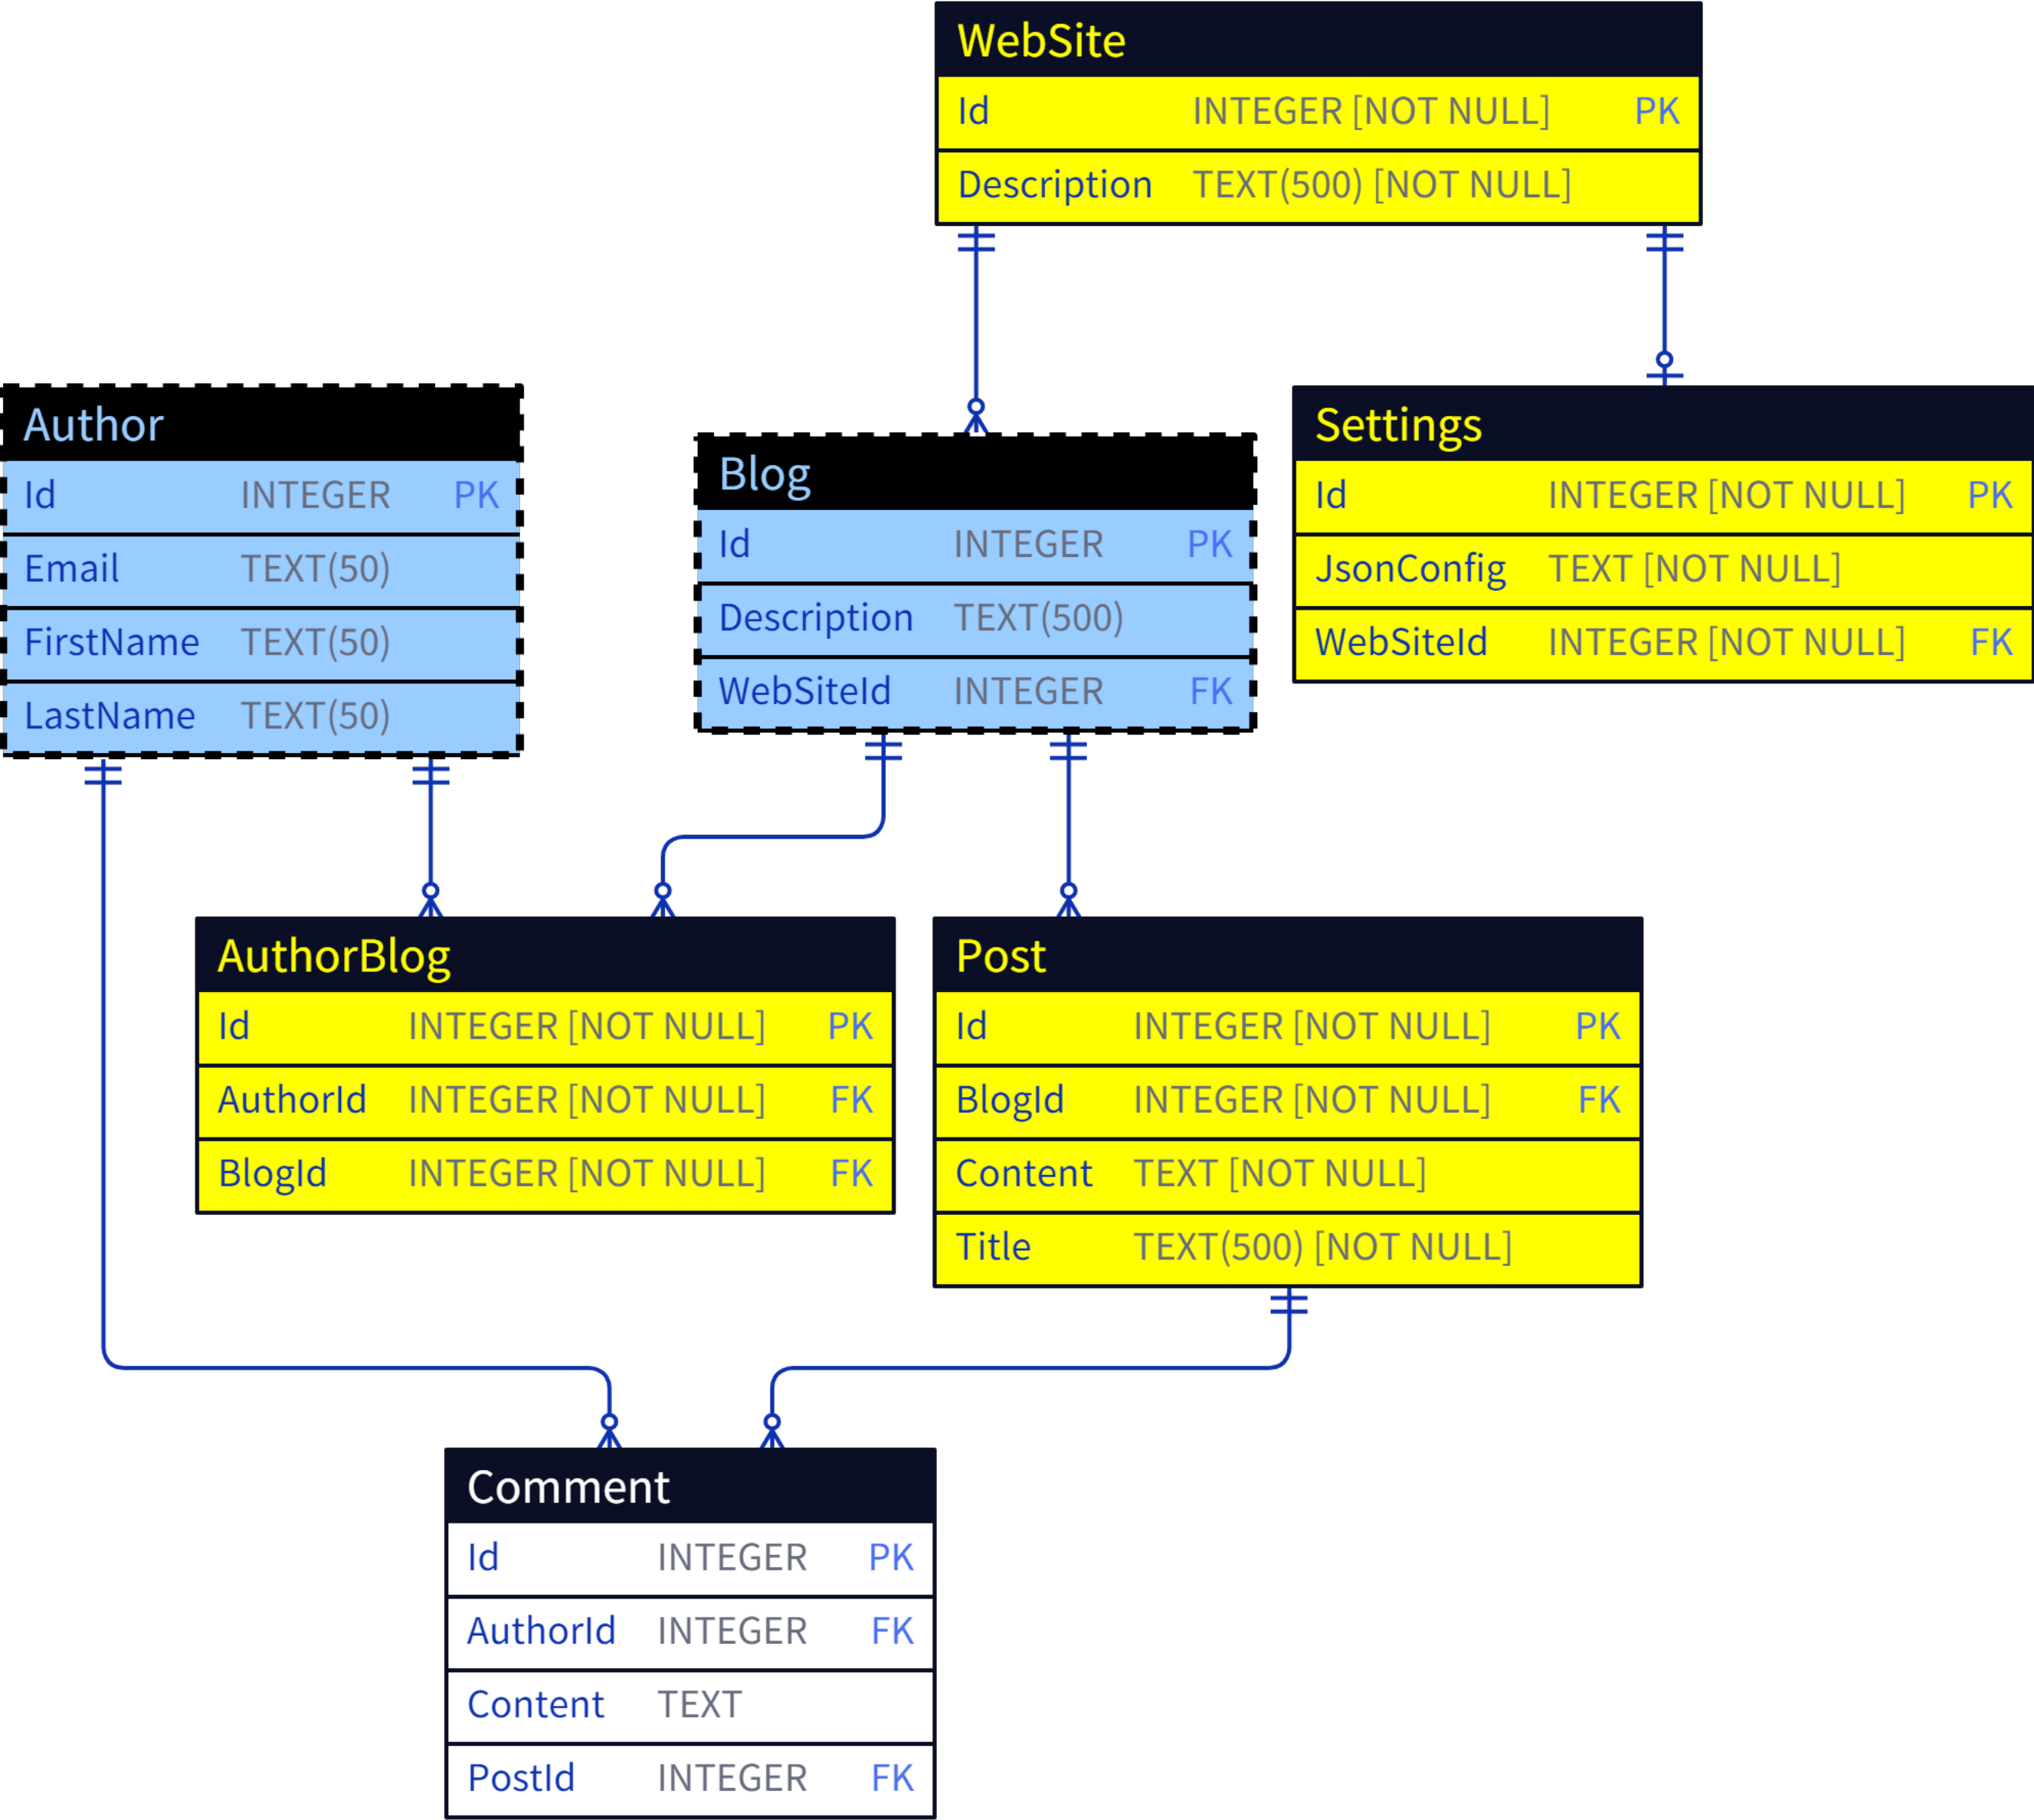 WebSite
Id INTEGER [NOT NULL] PK
Description TEXT(500) [NOT NULL]
Author
Id INTEGER PK
Email TEXT(50)
FirstName TEXT(50)
LastName TEXT(50)
Blog
Id INTEGER PK
Description TEXT(500)
WebSiteId INTEGER FK
Settings
Id INTEGER [NOT NULL] PK
JsonConfig TEXT [NOT NULL]
WebSiteId INTEGER [NOT NULL] FK
AuthorBlog
Id INTEGER [NOT NULL] PK
AuthorId INTEGER [NOT NULL] FK
BlogId INTEGER [NOT NULL] FK
Post
Id INTEGER [NOT NULL] PK
BlogId INTEGER [NOT NULL] FK
Content TEXT [NOT NULL]
Title TEXT(500) [NOT NULL]
Comment
Id INTEGER PK
AuthorId INTEGER FK
Content TEXT
PostId INTEGER FK